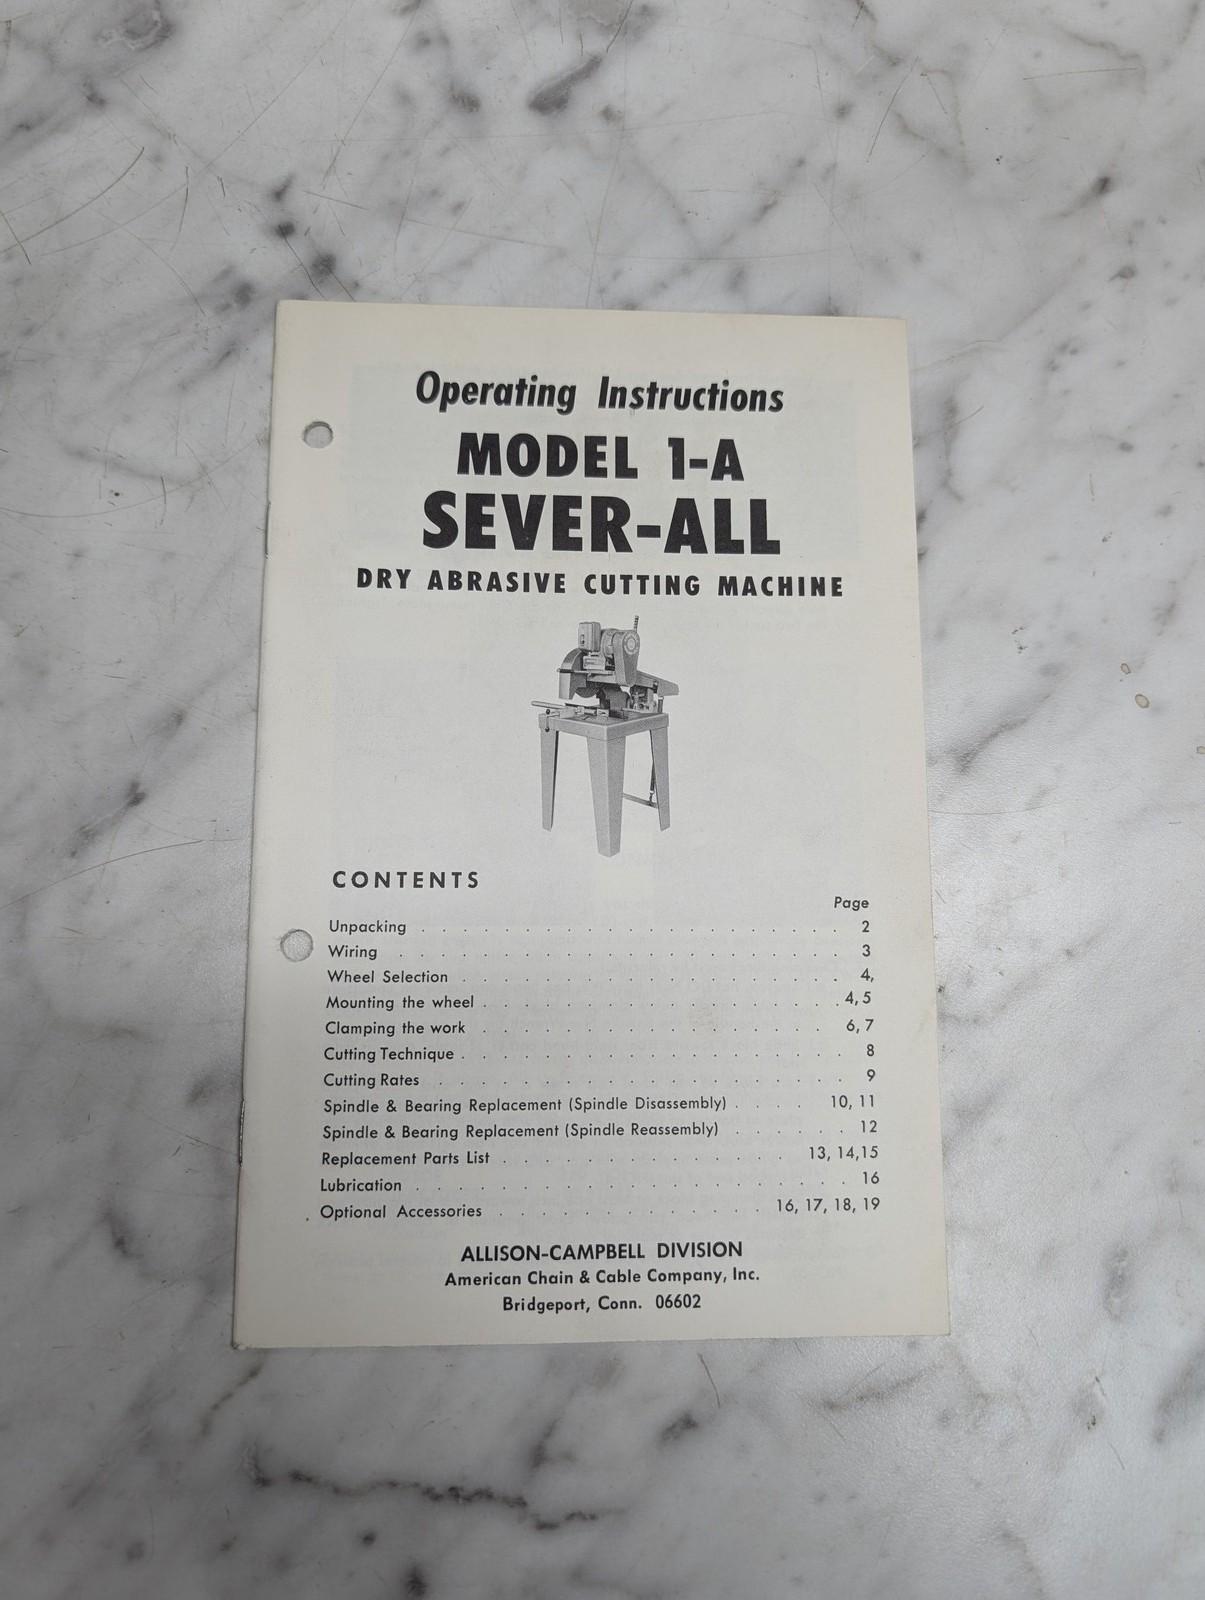 Operating Instructions
MODEL 1-A
SEVER-ALL
DRY ABRASIVE CUTTING MACHINE
CONTENTS
Page
Unpacking . . . . . . . . . . . . . . . . . . . . 2
Wiring . . . . . . . . . . . . . . . . . . . . . 3
Wheel Selection . . . . . . . . . . . . . . . . . . 4,
Mounting the wheel . . . . . . . . . . . . . . . . . 4, 5
Clamping the work . . . . . . . . . . . . . . . . 6, 7
Cutting Technique . . . . . . . . . . . . . . . . . . 8
Cutting Rates . . . . . . . . . . . . . . . . . . . 9
Spindle & Bearing Replacement (Spindle Disassembly) . . . . 10, 11
Spindle & Bearing Replacement (Spindle Reassembly) . . . . . . 12
Replacement Parts List . . . . . . . . . . . . . . 13, 14,15
Lubrication . . . . . . . . . . . . . . . . . . . 16
Optional Accessories . . . . . . . . . . . . . 16, 17, 18, 19
ALLISON-CAMPBELL DIVISION
American Chain & Cable Company, Inc.
Bridgeport, Conn. 06602